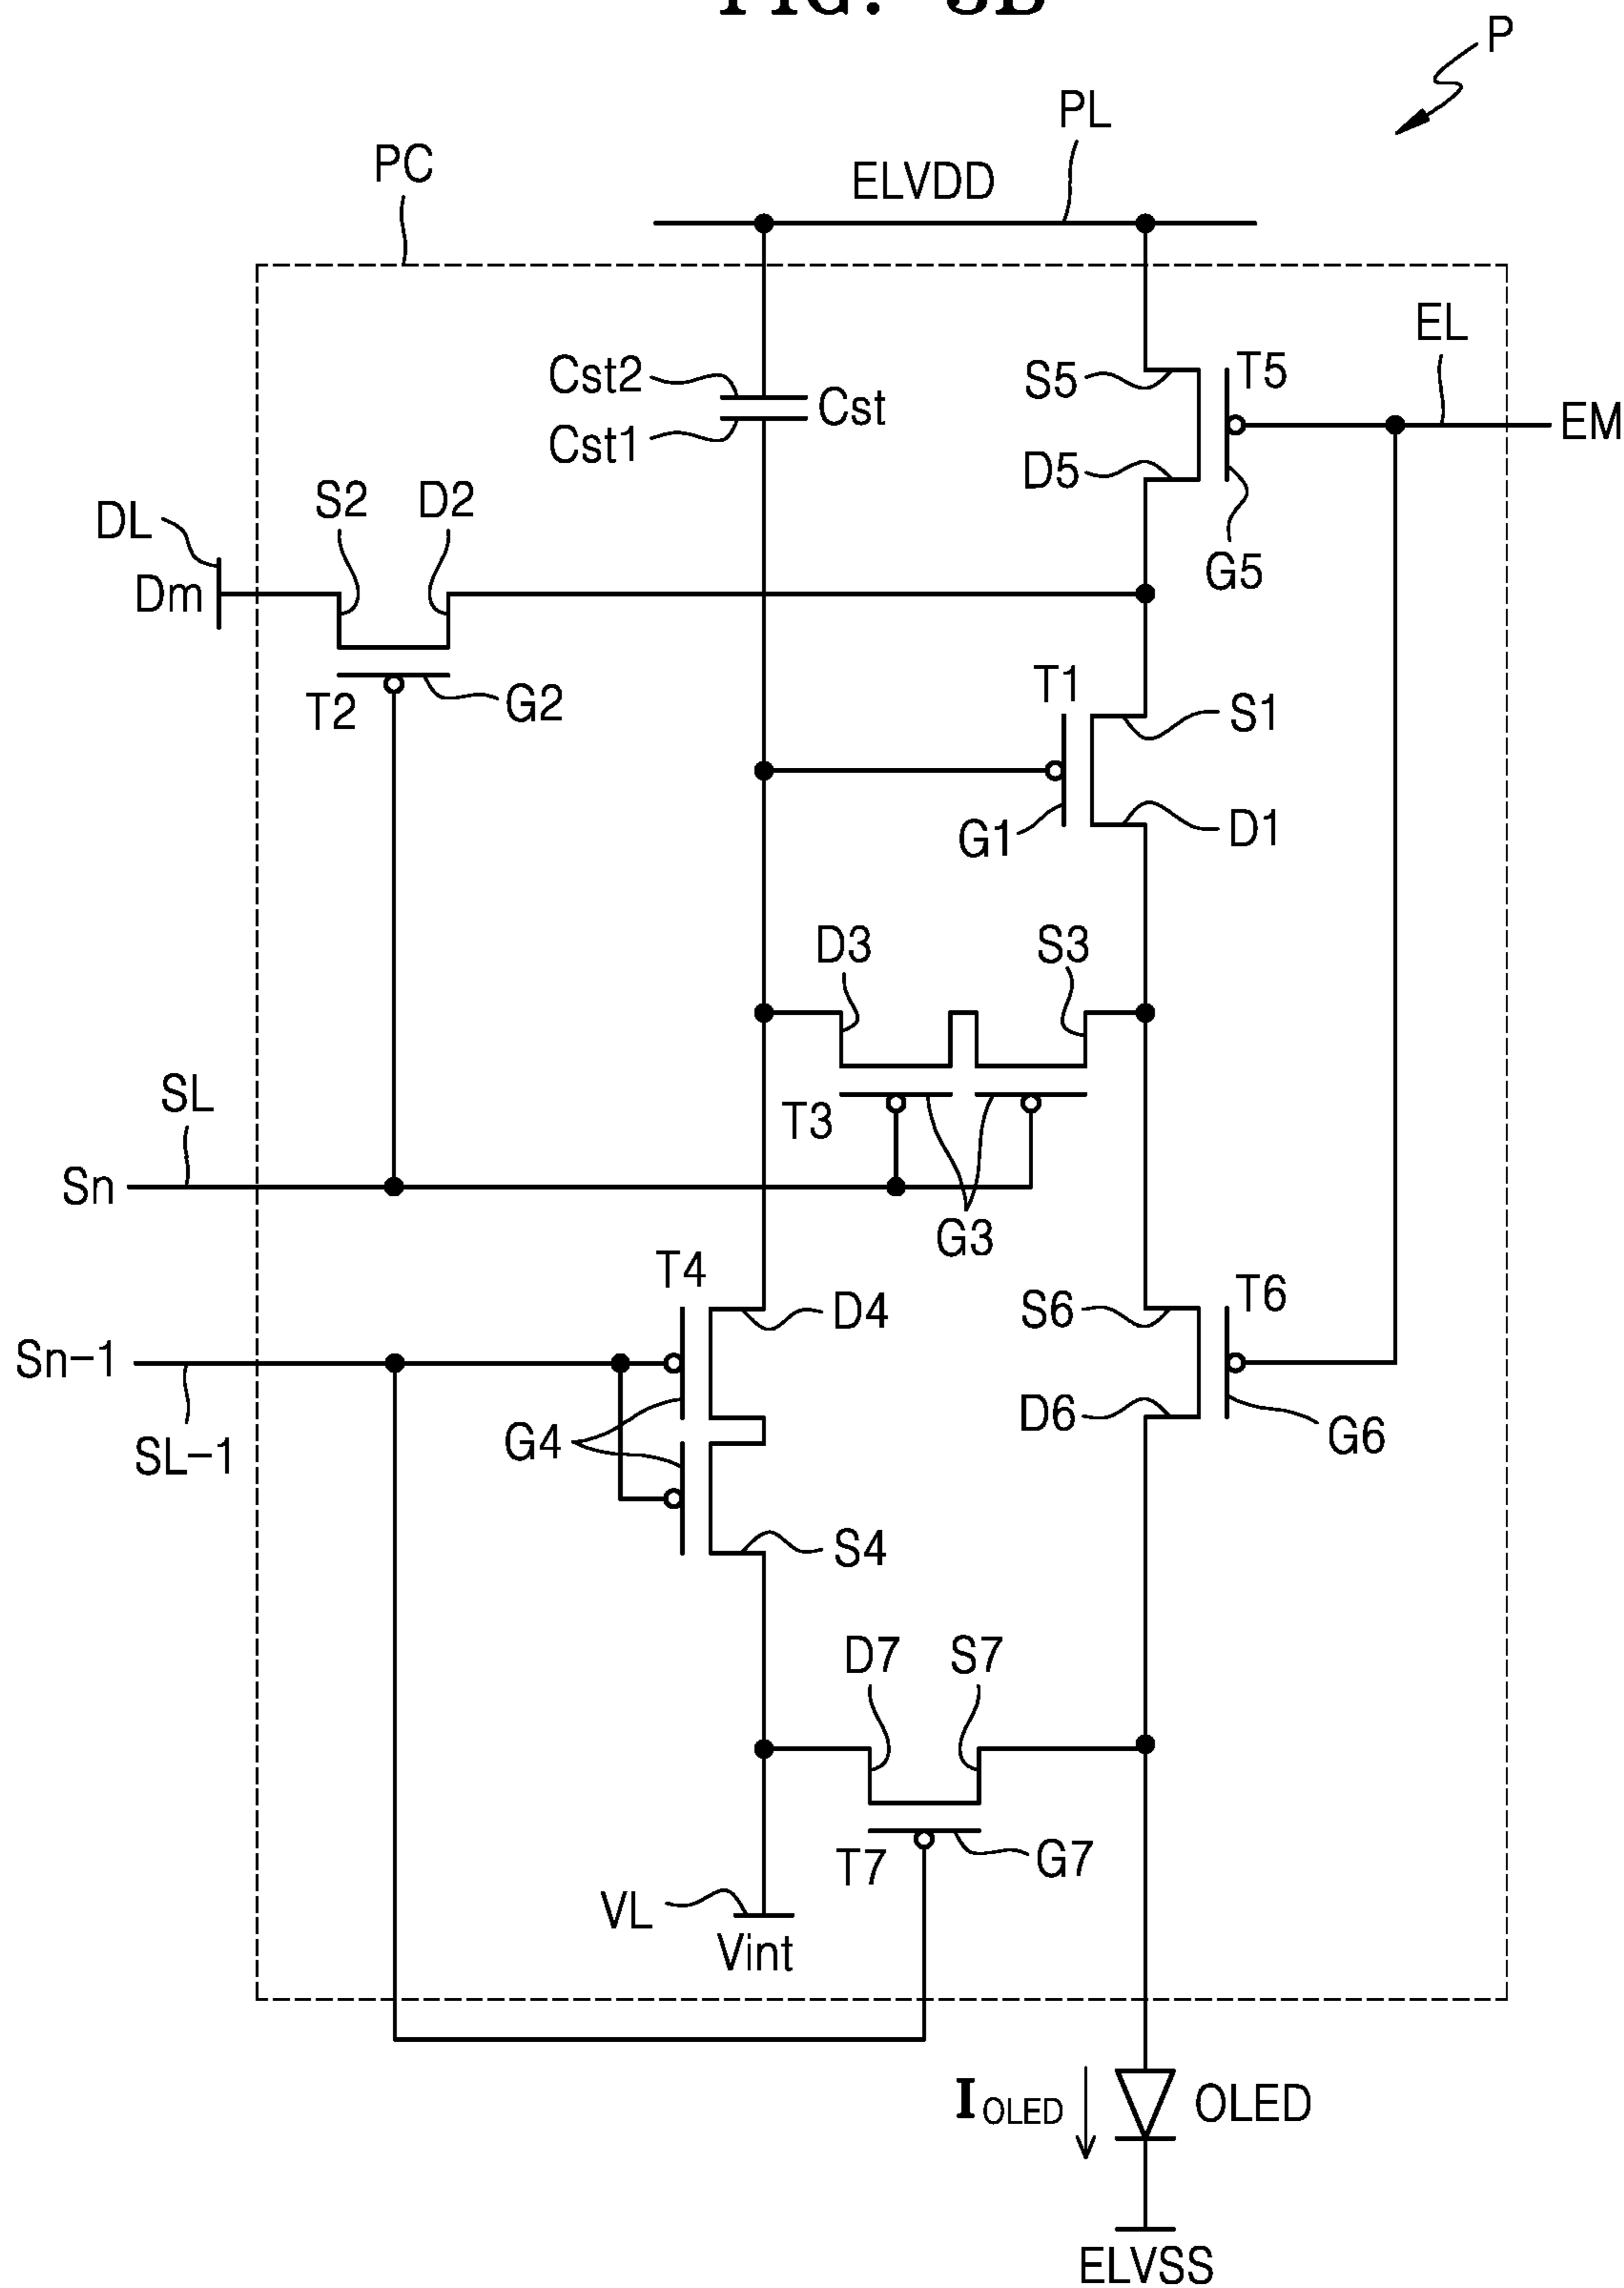 P
PL
PC
ELVDD
EL
Cst2
Cst
S5
T5
EM
Cst1
D5
S2
D2
DL
G5
Dm
T1
T2
G2
S1
G1
D1
D3
S3
SL
T3
Sn
G3
T4
D4
S6
T6
Sn-1
D6
G4
G6
SL-1
S4
D7
S7
T7
G7
VL
Vint
IOLED
OLED
ELVSS